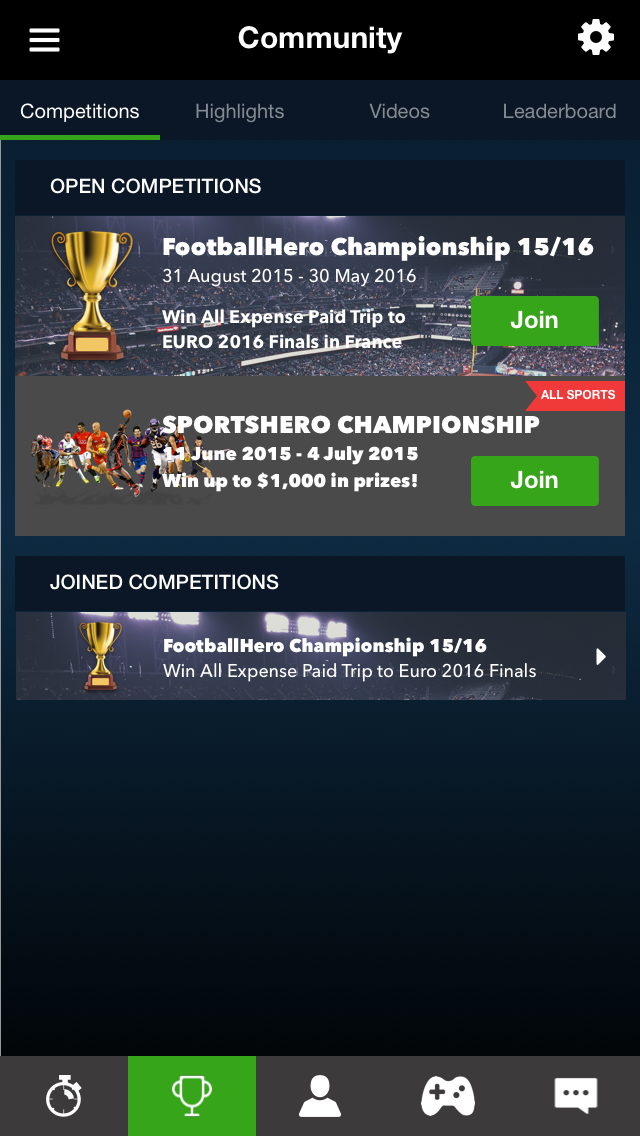 Community
Competitions
Highlights
Videos
Leaderboard
OPEN COMPETITIONS
FootballHero Championship 15/16
31 August 2015 - 30 May 2016
Win All Expense Paid Trip to
EURO 2016 Finals in France
Join
ALL SPORTS
SPORTSHERO CHAMPIONSHIP
11 June 2015 - 4 July 2015
Win up to $1,000 in prizes!
Join
JOINED COMPETITIONS
FootballHero Championship 15/16
Win All Expense Paid Trip to Euro 2016 Finals